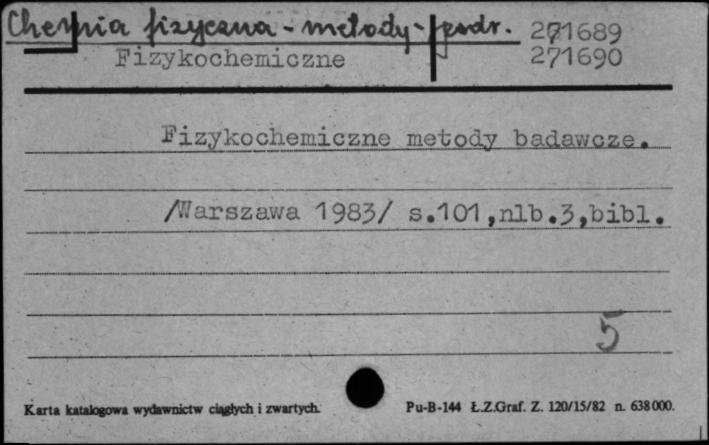 Chemia fizyczna - metody - podr. 271689
Fizykochemiczne 271690
Fizykochemiczne metody badawcze.
/Warszawa 1983/ s.101,nlb.3,bibl.
5
Karta katalogowa wydawnictw ciągłych i zwartych. Pu-B-144 Ł.Z.Graf. Z. 120/15/82 n. 638000.